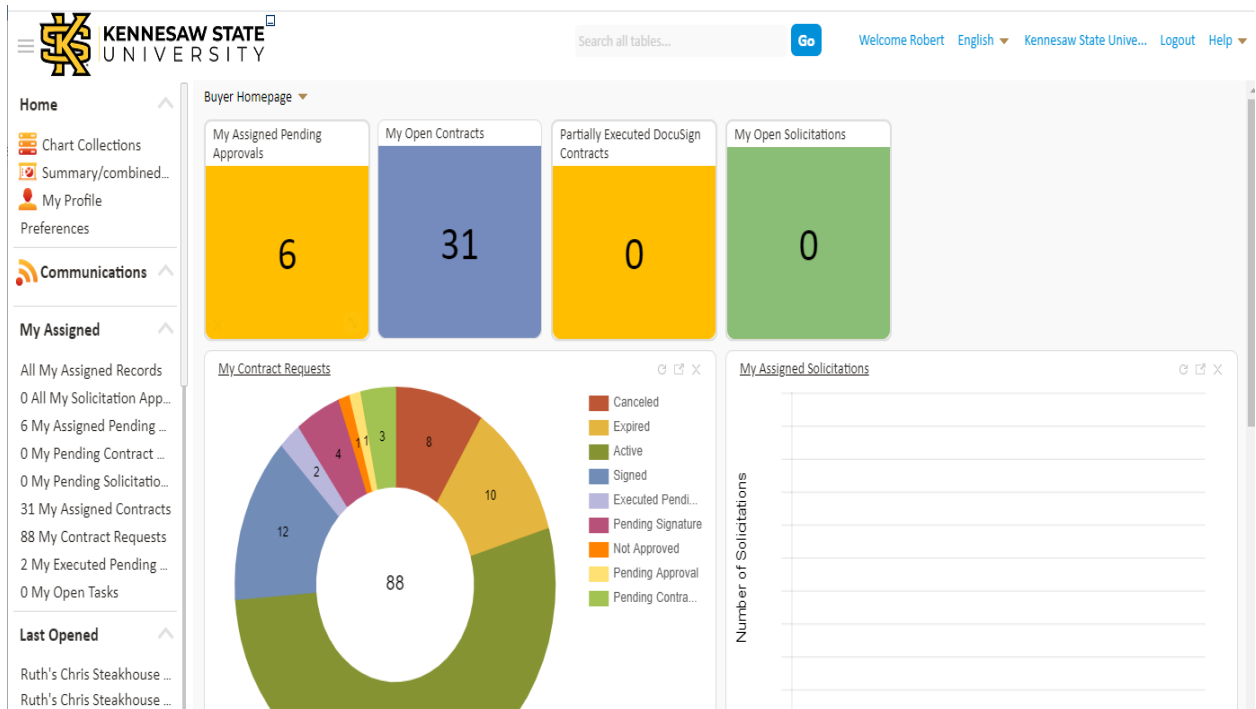 KENNESAW STATE
UNIVERSITY
Search all tables...
Go
Welcome Robert
English
Kennesaw State Unive...
Logout
Help
Home
Chart Collections
Summary/combined...
My Profile
Preferences
Communications
My Assigned
All My Assigned Records
0 All My Solicitation App...
6 My Assigned Pending ...
0 My Pending Contract ...
0 My Pending Solicitatio...
31 My Assigned Contracts
88 My Contract Requests
2 My Executed Pending ...
0 My Open Tasks
Last Opened
Ruth's Chris Steakhouse ...
Ruth's Chris Steakhouse ...
Buyer Homepage
My Assigned Pending
Approvals
6
My Open Contracts
31
Partially Executed DocuSign
Contracts
0
My Open Solicitations
0
My Contract Requests
8
10
12
2
4
1
1
3
88
Canceled
Expired
Active
Signed
Executed Pendi...
Pending Signature
Not Approved
Pending Approval
Pending Contra...
My Assigned Solicitations
Number of Solicitations